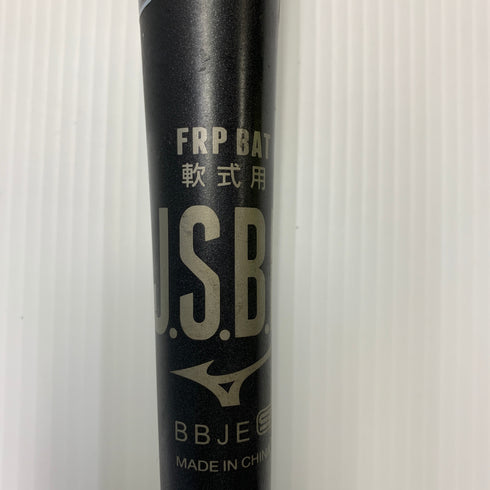 FRP BAT
軟式用
J.S.B.
BBJE S
MADE IN CHINA